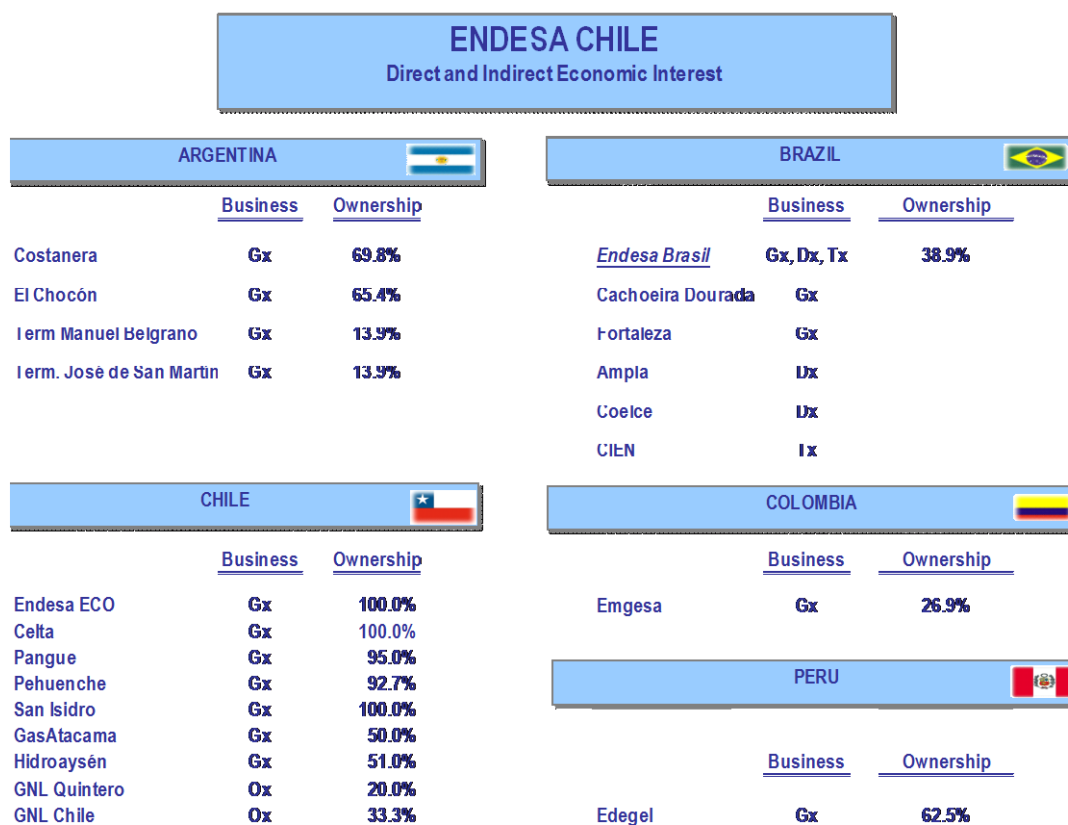 ENDESA CHILE
Direct and Indirect Economic Interest
ARGENTINA
Business Ownership
Costanera Gx 69.8%
El Chocón Gx 65.4%
Term Manuel Belgrano Gx 13.9%
Term. José de San Martín Gx 13.9%
BRAZIL
Business Ownership
Endesa Brasil Gx, Dx, Tx 38.9%
Cachoeira Dourada Gx
Fortaleza Gx
Ampla Dx
Coelce Dx
CIEN Tx
CHILE
Business Ownership
Endesa ECO Gx 100.0%
Celta Gx 100.0%
Pangue Gx 95.0%
Pehuenche Gx 92.7%
San Isidro Gx 100.0%
GasAtacama Gx 50.0%
Hidroaysén Gx 51.0%
GNL Quintero Ox 20.0%
GNL Chile Ox 33.3%
COLOMBIA
Business Ownership
Emgesa Gx 26.9%
PERU
Business Ownership
Edegel Gx 62.5%